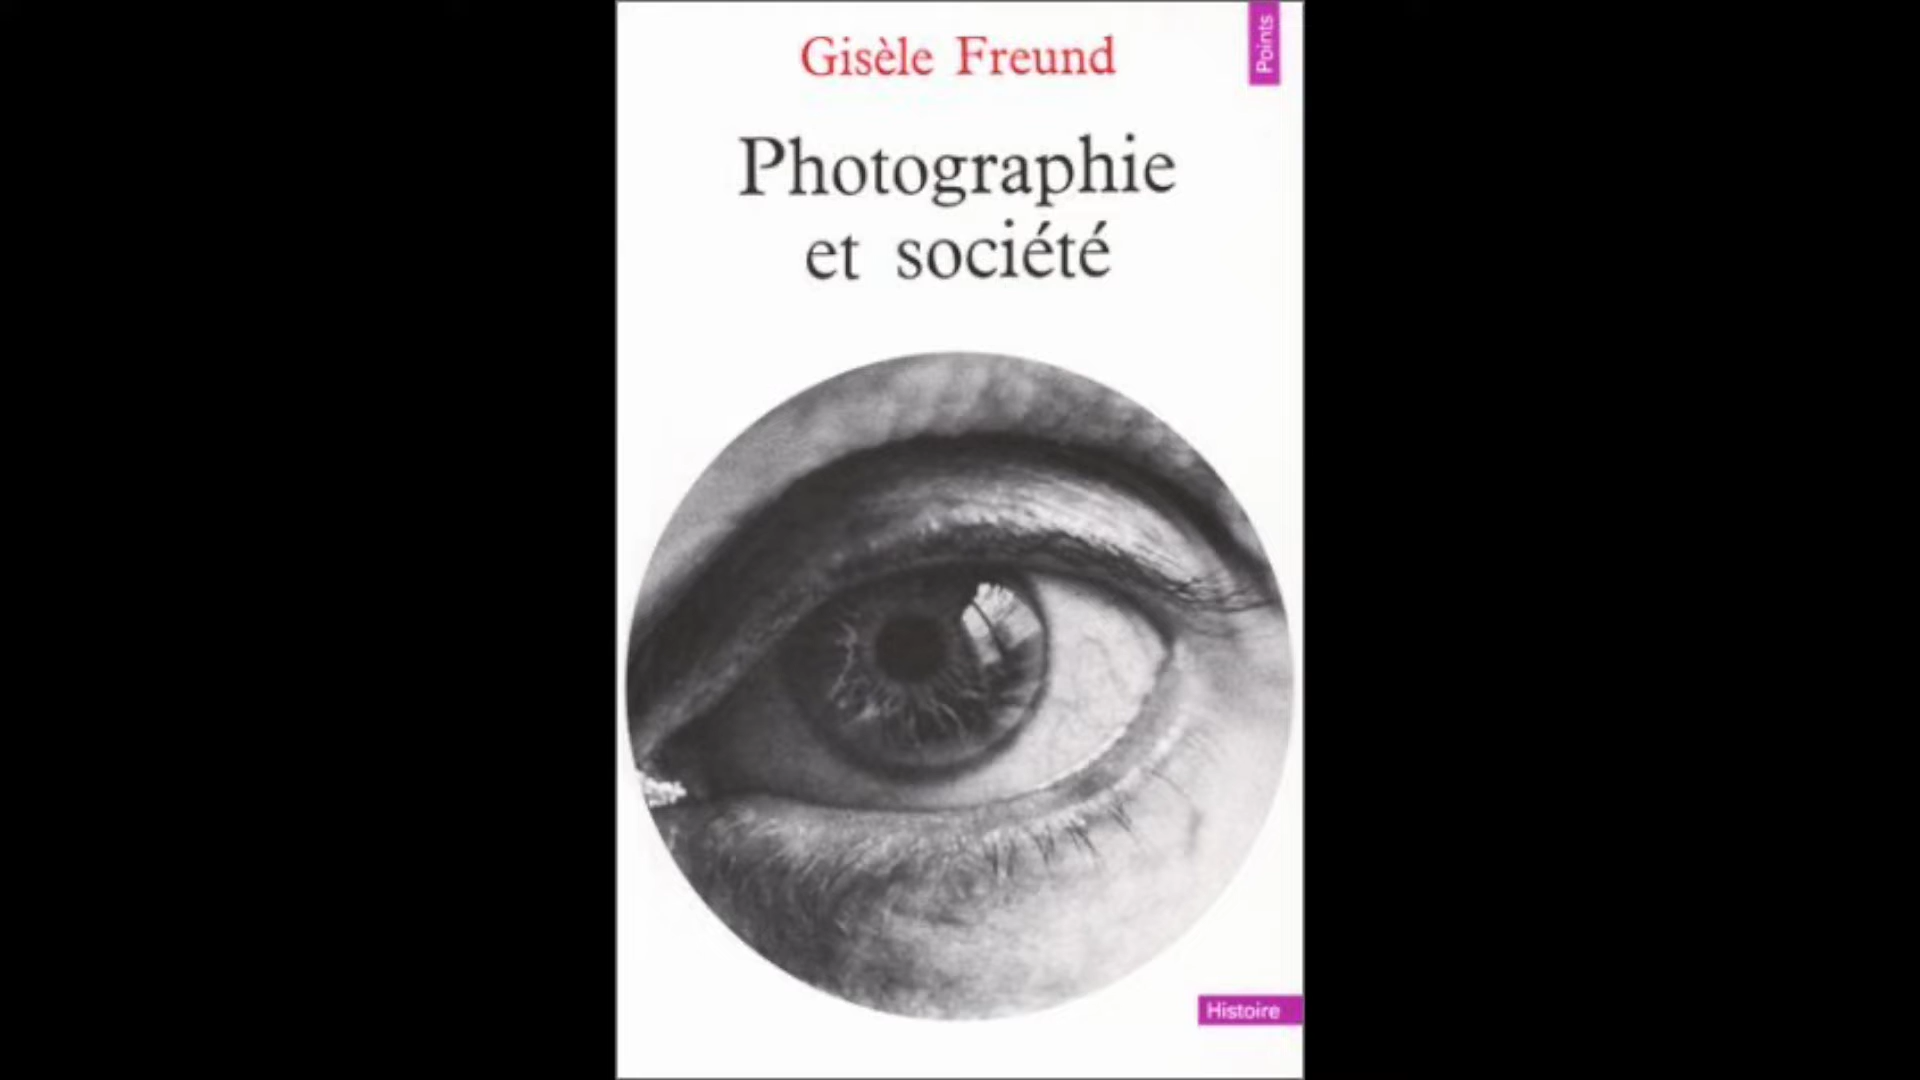 Gisèle Freund
Points
Photographie
et société
Histoire